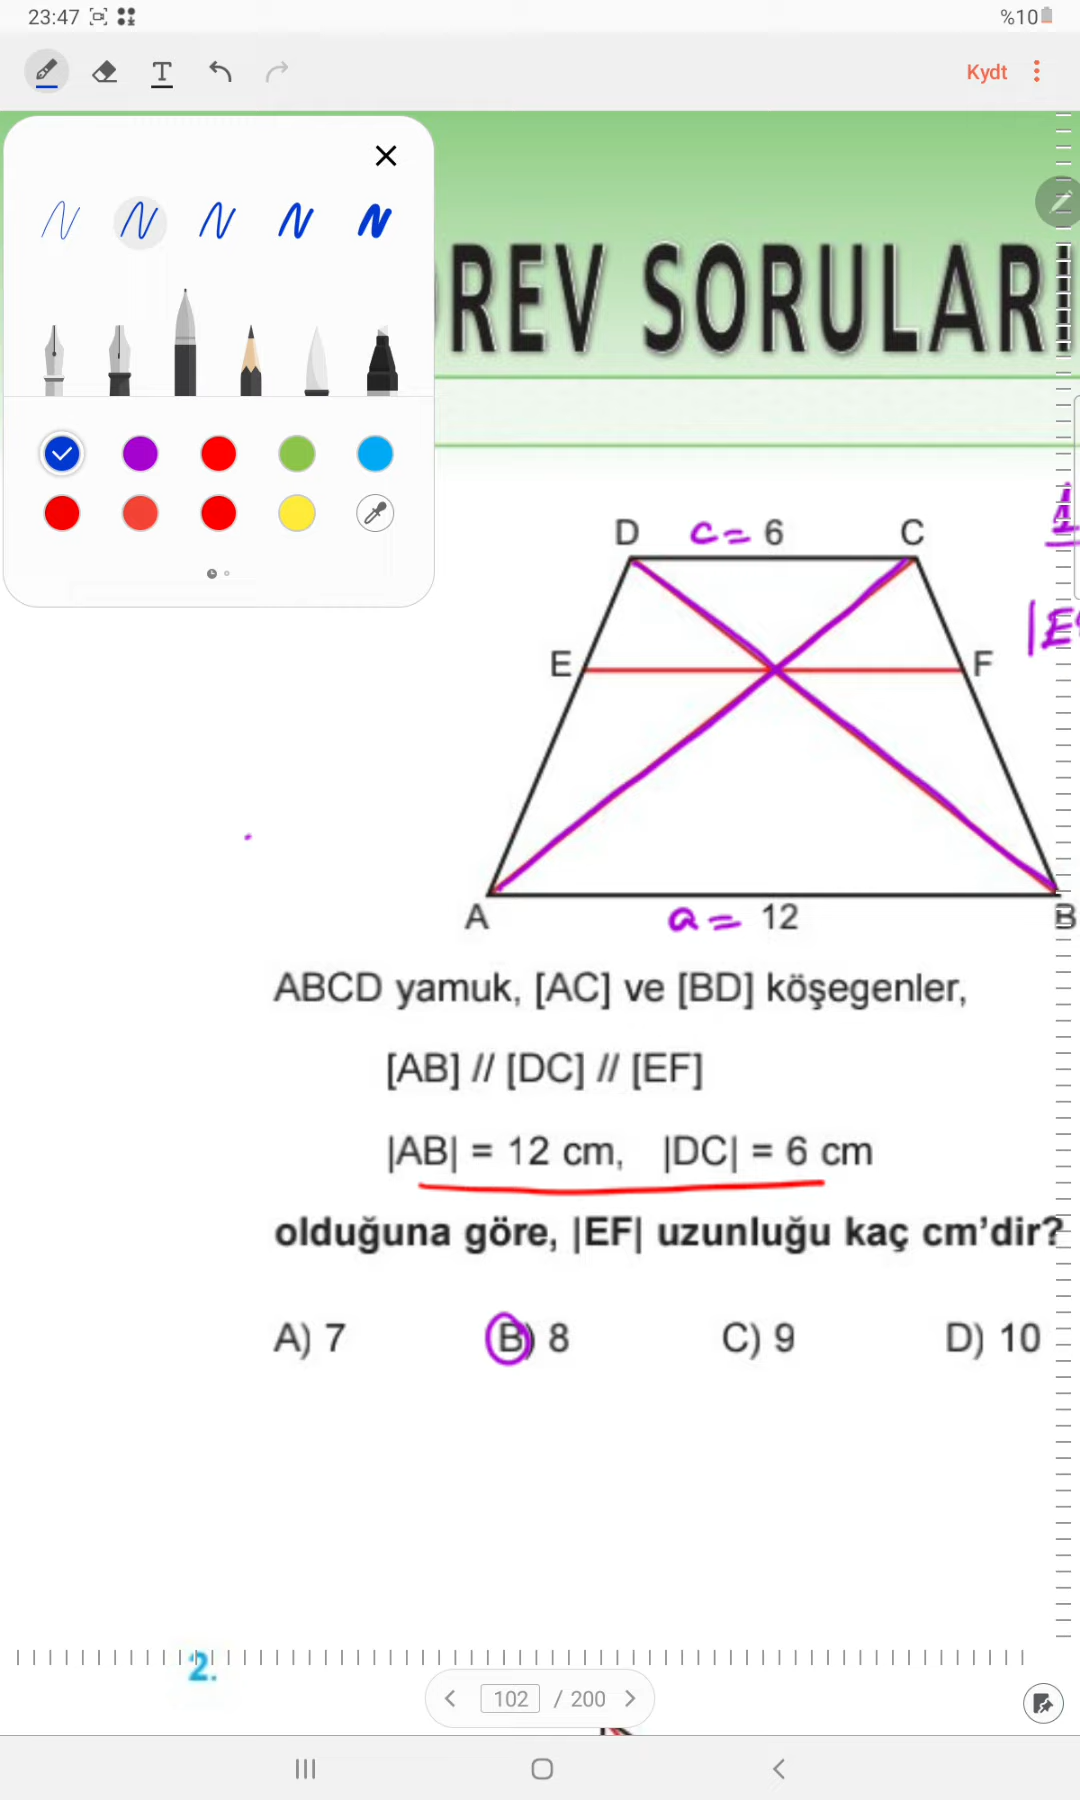 23:47
%10
T
Kydt
REV SORULARI
D c = 6 C
E F
A a = 12 B
ABCD yamuk, [AC] ve [BD] köşegenler,
[AB] // [DC] // [EF]
|AB| = 12 cm, |DC| = 6 cm
olduğuna göre, |EF| uzunluğu kaç cm'dir?
A) 7 B) 8 C) 9 D) 10
2.
102 / 200